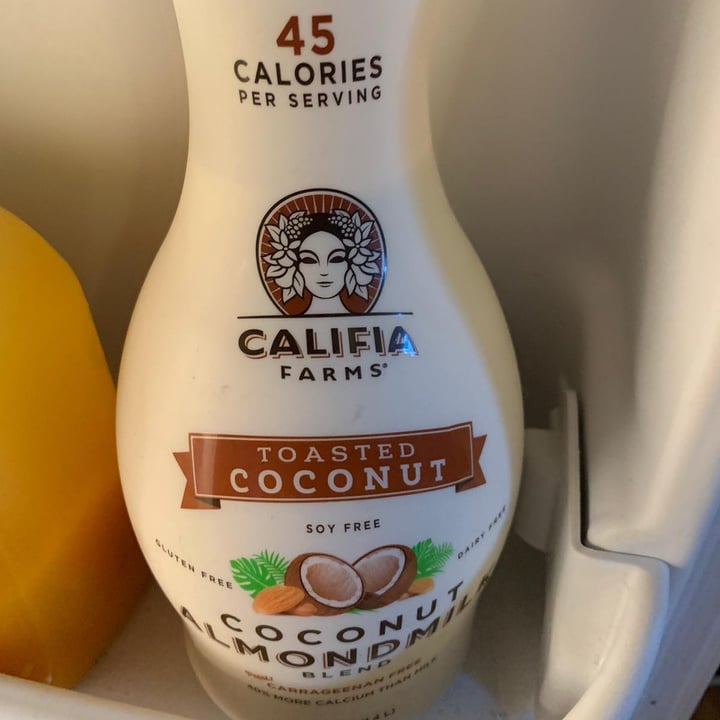 45
CALORIES
PER SERVING
CALIFIA
FARMS®
TOASTED
COCONUT
SOY FREE
GLUTEN FREE
DAIRY FREE
COCONUT
ALMONDMILK
BLEND
CARRAGEENAN FREE
MORE CALCIUM THAN MILK